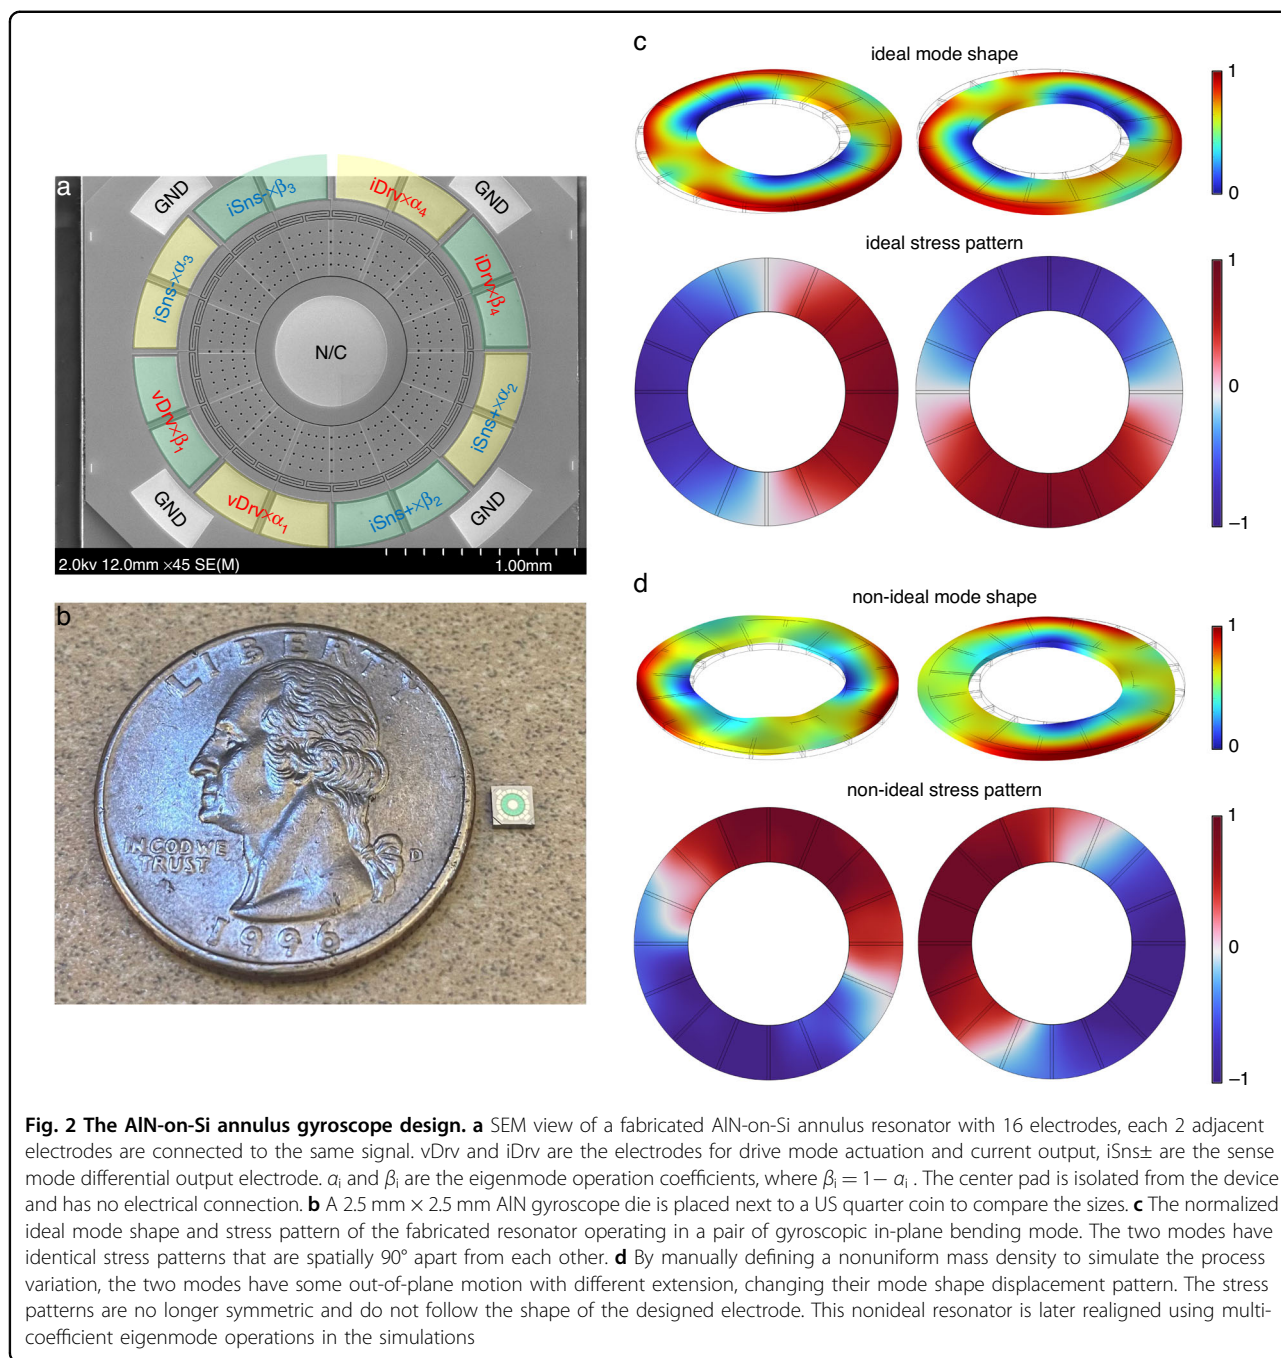 a
GND
iSns-×β3
iDrv×α4
GND
iSns-×α3
iDrv×β4
N/C
vDrv×β1
iSns+×α2
GND
vDrv×α1
iSns+×β2
GND
2.0kv 12.0mm ×45 SE(M)
1.00mm
b
LIBERTY
IN GOD WE
TRUST
D
1996
c
ideal mode shape
1
0
ideal stress pattern
1
0
−1
d
non-ideal mode shape
1
0
non-ideal stress pattern
1
0
−1
Fig. 2 The AlN-on-Si annulus gyroscope design. a SEM view of a fabricated AlN-on-Si annulus resonator with 16 electrodes, each 2 adjacent
electrodes are connected to the same signal. vDrv and iDrv are the electrodes for drive mode actuation and current output, iSns± are the sense
mode differential output electrode. αi and βi are the eigenmode operation coefficients, where βi = 1− αi . The center pad is isolated from the device
and has no electrical connection. b A 2.5 mm × 2.5 mm AlN gyroscope die is placed next to a US quarter coin to compare the sizes. c The normalized
ideal mode shape and stress pattern of the fabricated resonator operating in a pair of gyroscopic in-plane bending mode. The two modes have
identical stress patterns that are spatially 90° apart from each other. d By manually defining a nonuniform mass density to simulate the process
variation, the two modes have some out-of-plane motion with different extension, changing their mode shape displacement pattern. The stress
patterns are no longer symmetric and do not follow the shape of the designed electrode. This nonideal resonator is later realigned using multi-
coefficient eigenmode operations in the simulations